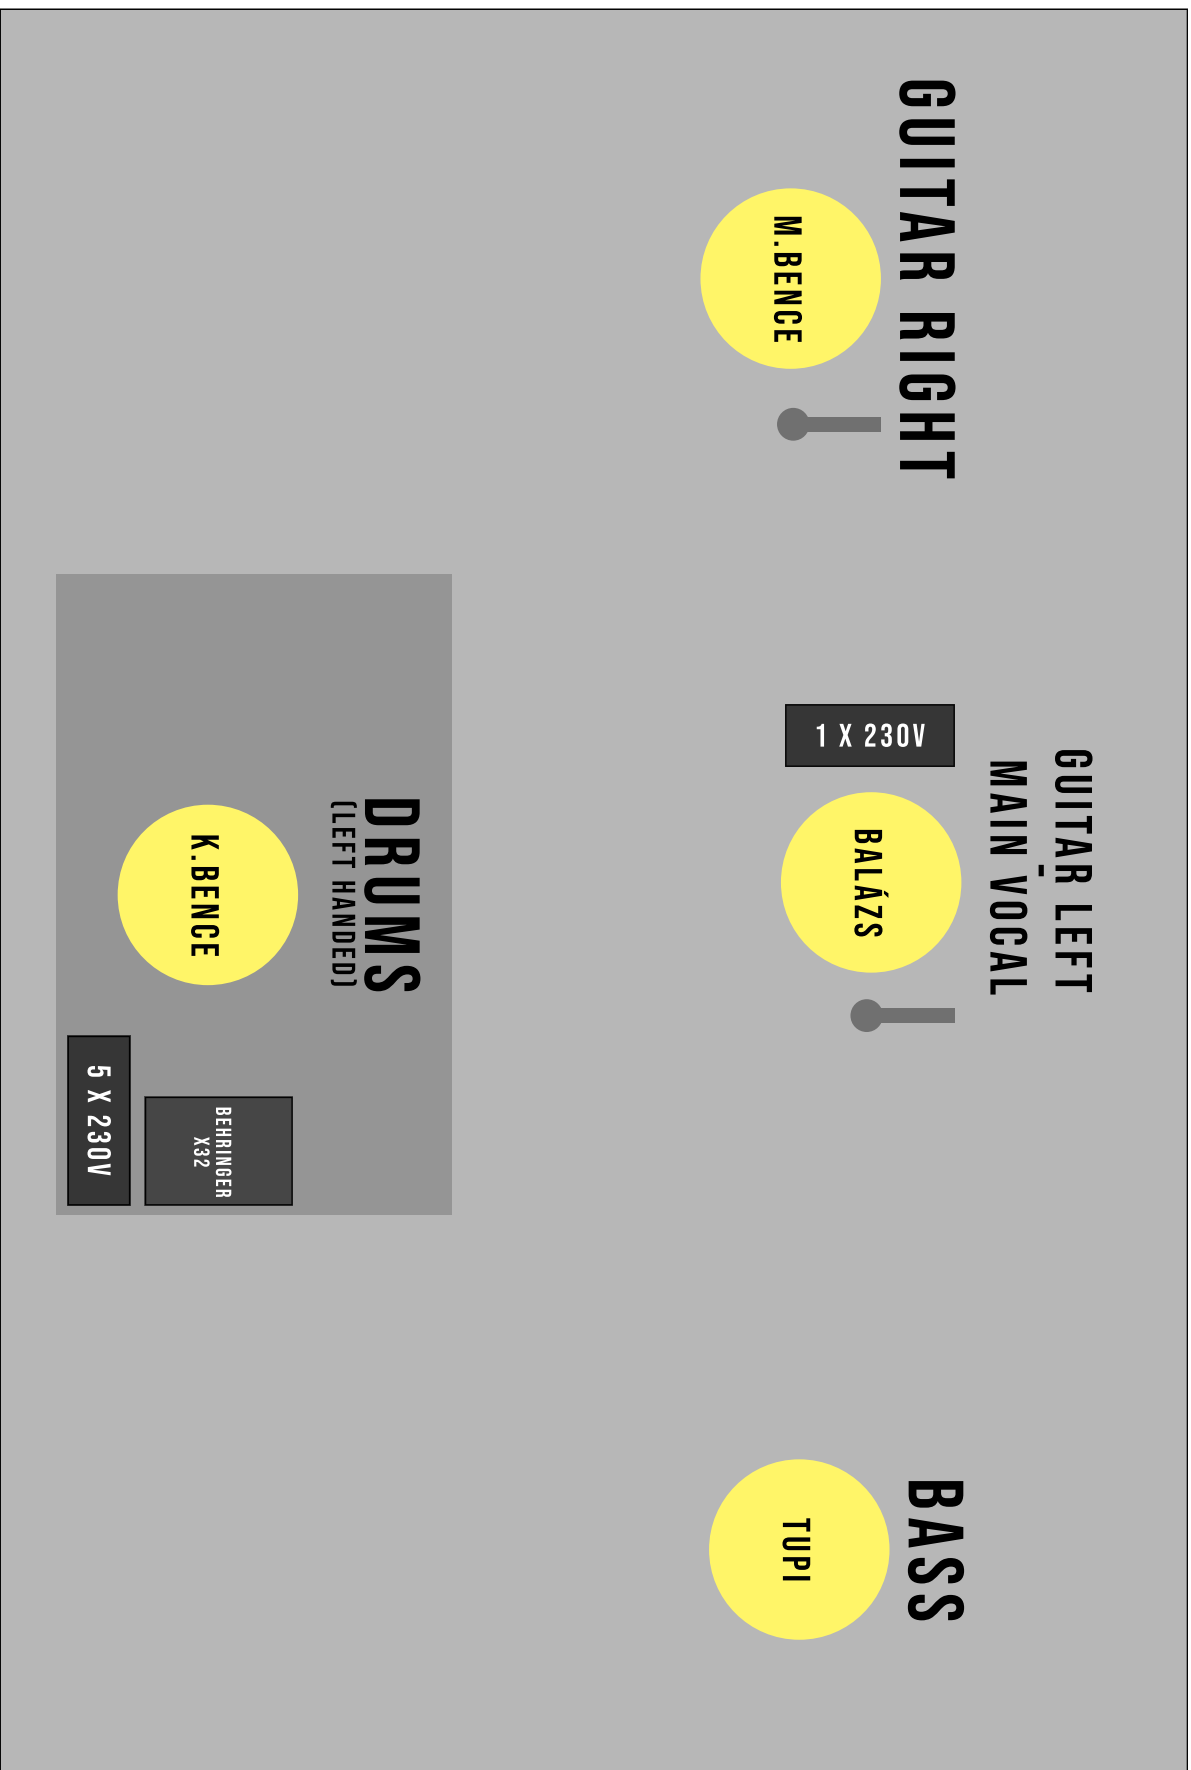 GUITAR RIGHT
M.BENCE
GUITAR LEFT
-
MAIN VOCAL
1 X 230V
BALÁZS
BASS
TUPI
DRUMS
(LEFT HANDED)
K.BENCE
BEHRINGER
X32
5 X 230V